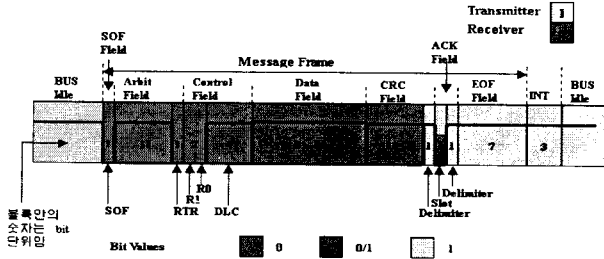 Transmitter 1
Receiver
SOF Field
ACK Field
Message Frame
BUS Idle
Arbit Field
Control Field
Data Field
CRC Field
EOF Field
INT
BUS Idle
1
1
7
3
R0
R1
Delimiter
Slot
Delimiter
SOF
RTR
DLC
블록안의
숫자는 bit
단위임
Bit Values
0
0/1
1